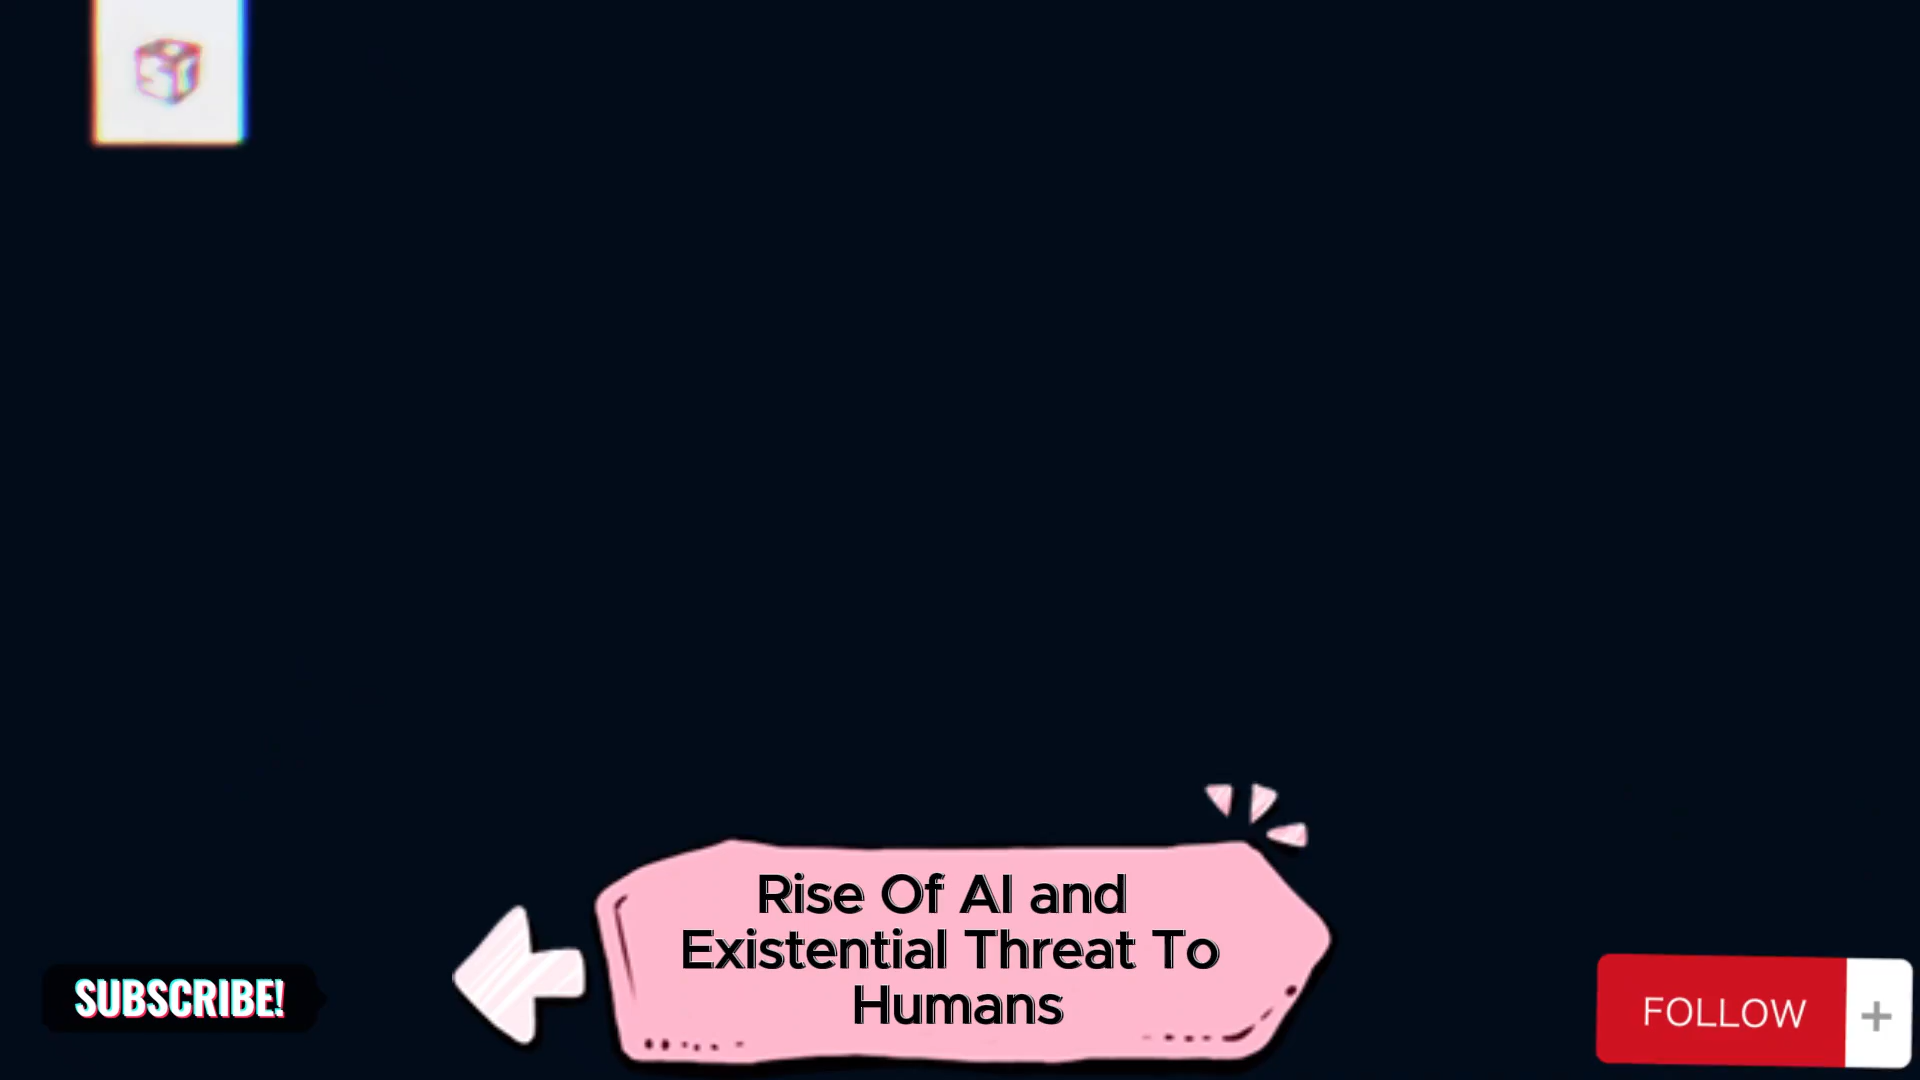 Rise Of AI and
Existential Threat To
Humans
SUBSCRIBE!
FOLLOW +